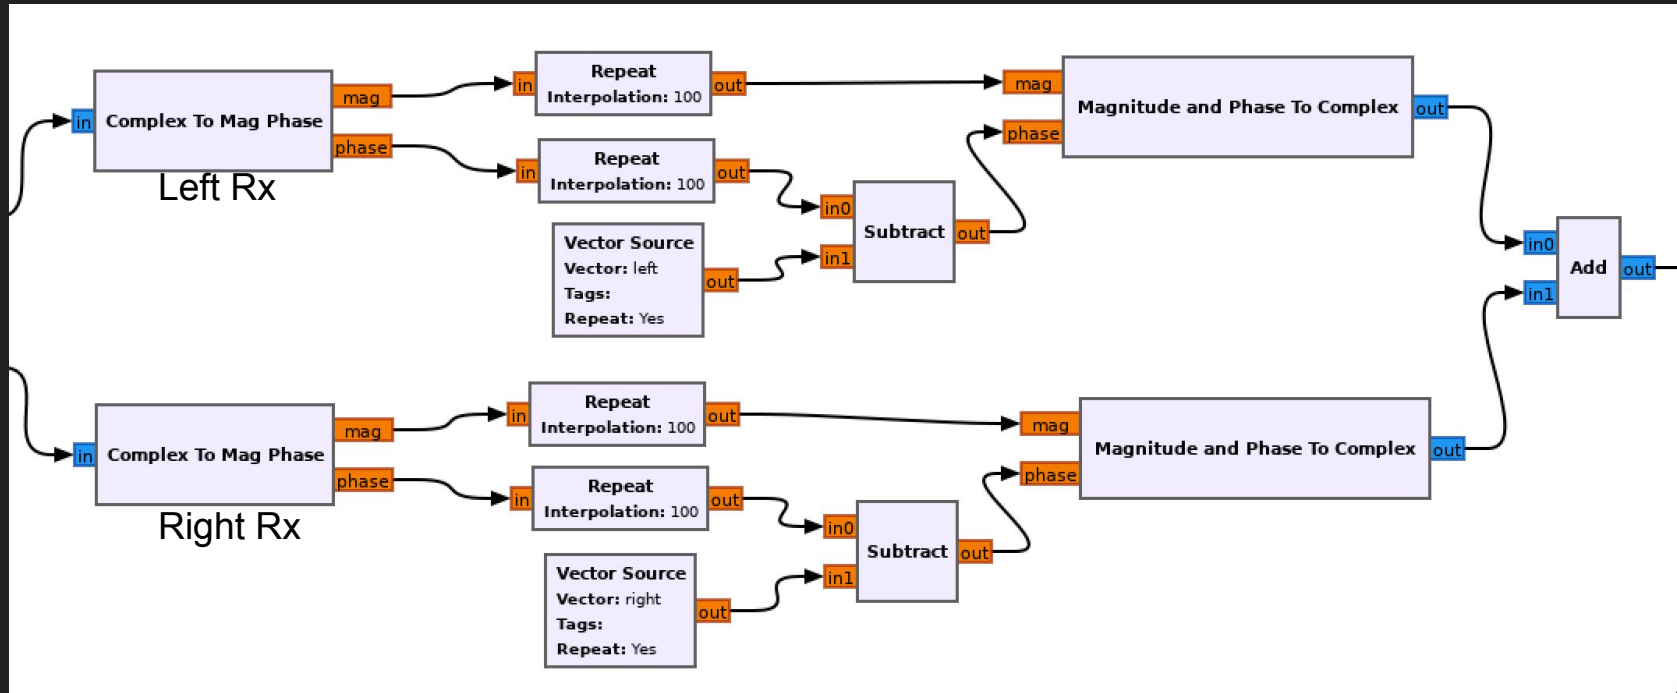 in
Complex To Mag Phase
mag
phase
Left Rx
in
Repeat
Interpolation: 100
out
in
Repeat
Interpolation: 100
out
Vector Source
Vector: left
Tags:
Repeat: Yes
out
in0
in1
Subtract
out
mag
phase
Magnitude and Phase To Complex
out
in0
in1
Add
out
in
Complex To Mag Phase
mag
phase
Right Rx
in
Repeat
Interpolation: 100
out
in
Repeat
Interpolation: 100
out
Vector Source
Vector: right
Tags:
Repeat: Yes
out
in0
in1
Subtract
out
mag
phase
Magnitude and Phase To Complex
out